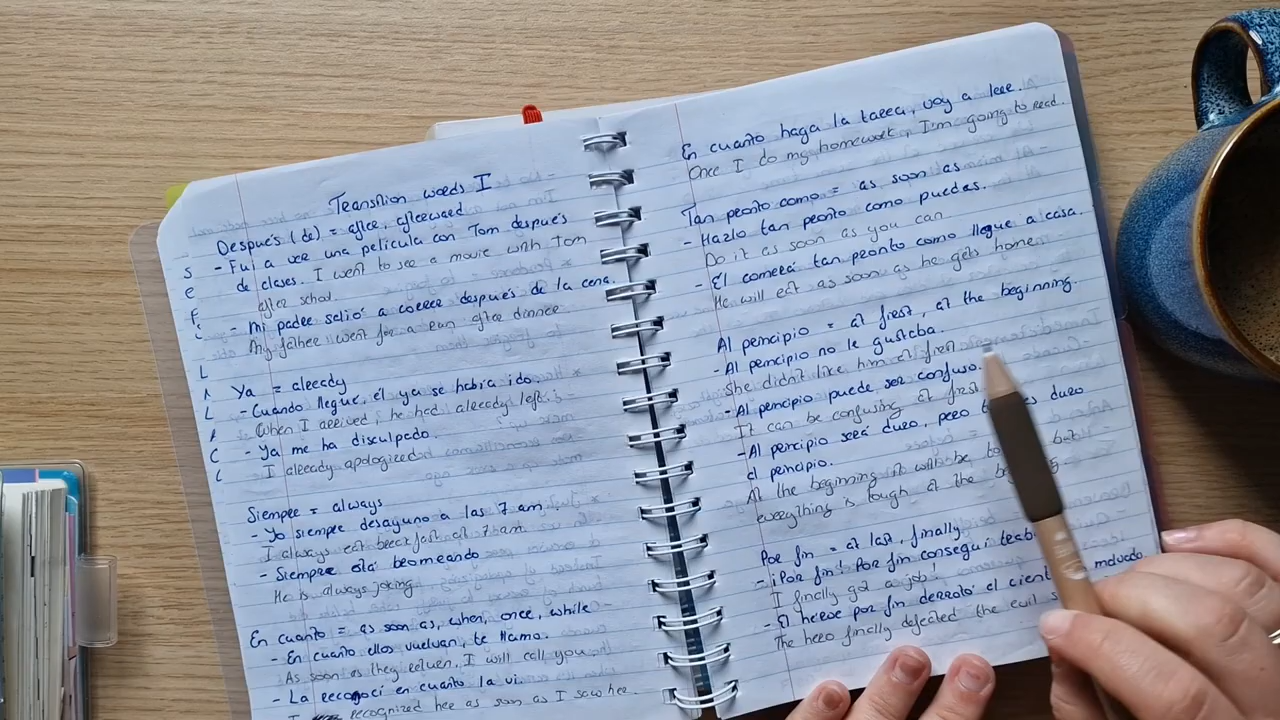 Transition words I
Después (de) = after, afterward
- Fui a ver una película con Tom después
de clases. I went to see a movie with Tom
after school.
- Mi padre salió a correr después de la cena.
My father went for a run after dinner.
Ya = already
- Cuando llegue, él ya se había ido.
When I arrived, he had already left.
- Ya me ha disculpado.
I already apologized
Siempre = always
- Yo siempre desayuno a las 7 am.
I always eat breakfast at 7 am.
- Siempre está bromeando
He is always joking
En cuanto = as soon as, when, once, while
- En cuanto ellos vuelvan, te llamo.
As soon as they return, I will call you
- La reconocí en cuanto la vi.
I recognized her as soon as I saw her.
En cuanto haga la tarea, voy a leer.
Once I do my homework, I'm going to read.
Tan pronto como = as soon as
- Hazlo tan pronto como puedas.
Do it as soon as you can
- Él comerá tan pronto como llegue a casa.
He will eat as soon as he gets home.
Al principio = at first, at the beginning.
- Al principio no le gustaba.
She didn't like him at first
- Al principio puede ser confuso.
It can be confusing at first
- Al principio será duro, pero es duro
al principio.
At the beginning it will be but
everything is tough at the
Por fin = at last, finally
- ¡Por fin! Por fin conseguí
I finally got a job!
- El héroe por fin derrotó el malvado
The hero finally defeated the evil